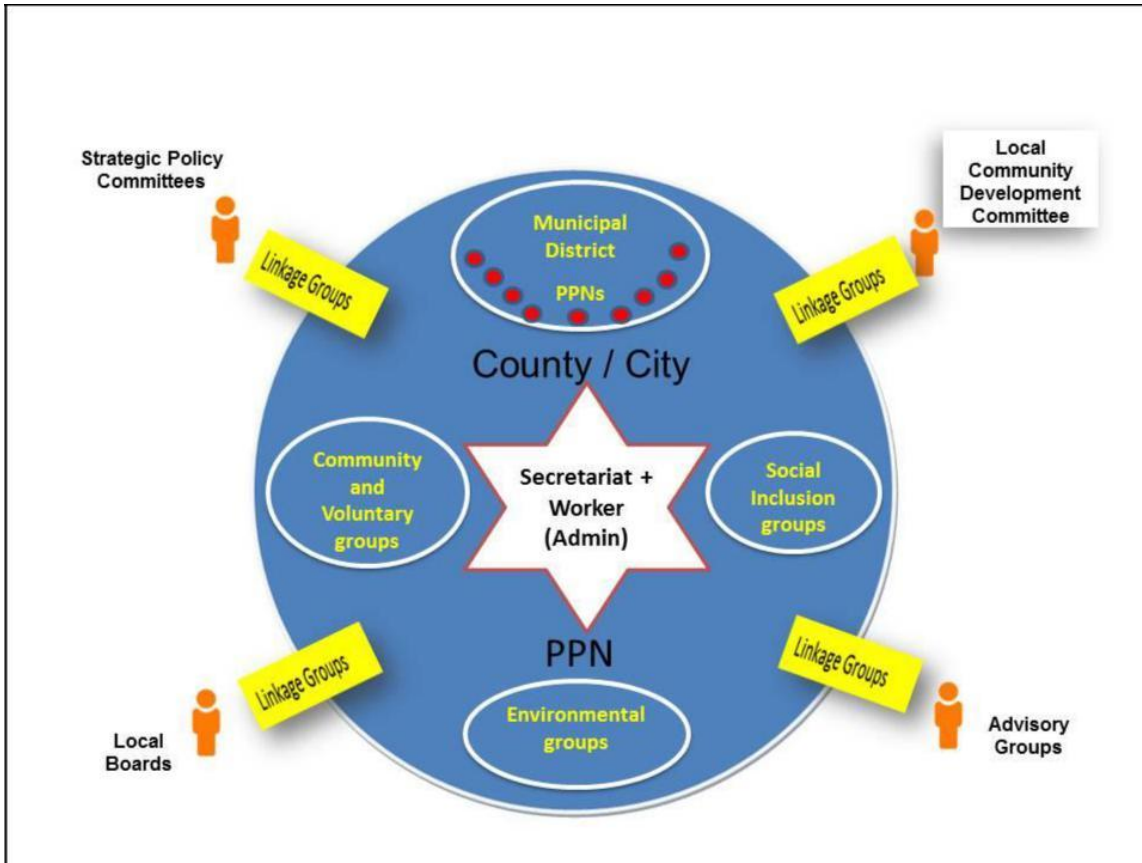 Strategic Policy
Committees
Local
Community
Development
Committee
Linkage Groups
Linkage Groups
Municipal
District
PPNs
County / City
Community
and
Voluntary
groups
Secretariat +
Worker
(Admin)
Social
Inclusion
groups
PPN
Linkage Groups
Linkage Groups
Environmental
groups
Local
Boards
Advisory
Groups